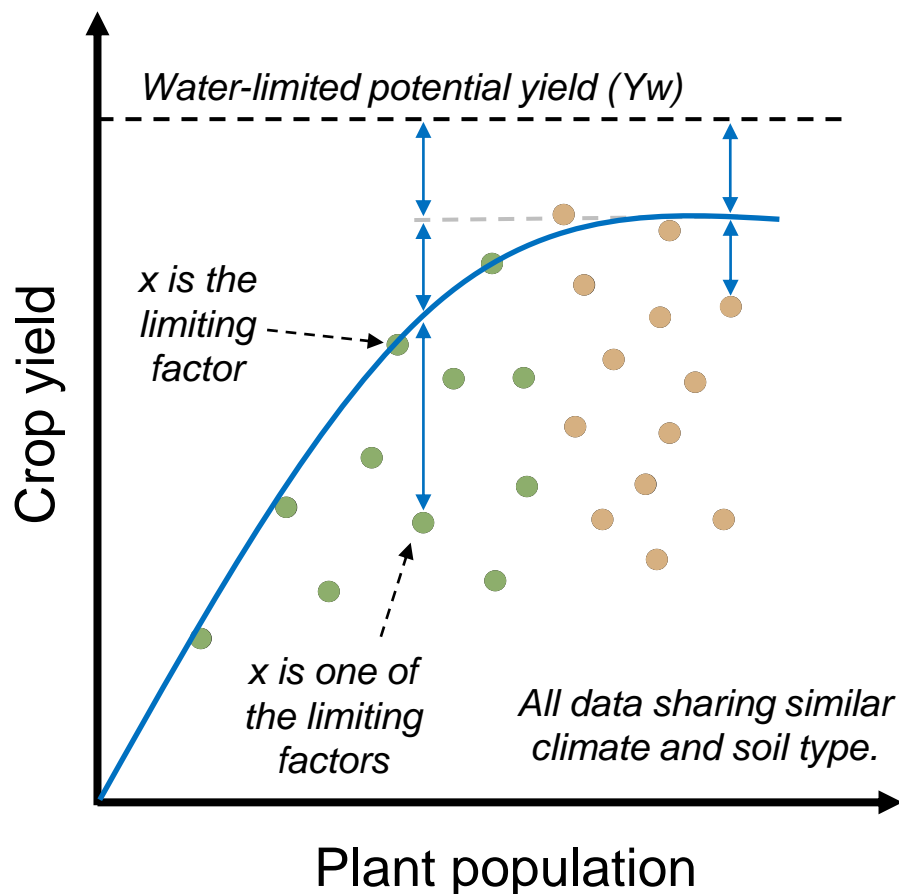 Water-limited potential yield (Yw)
x is the
limiting
factor
Crop yield
x is one of
the limiting
factors
All data sharing similar
climate and soil type.
Plant population